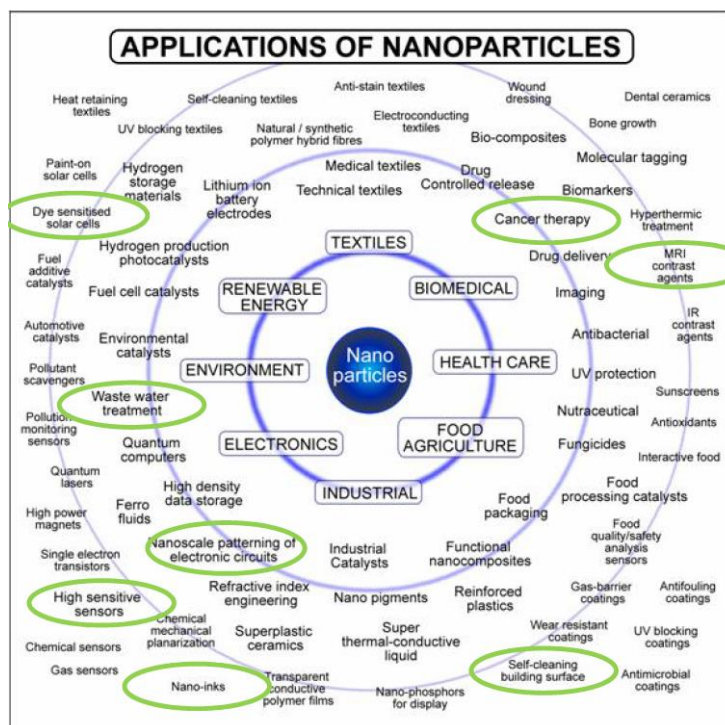 APPLICATIONS OF NANOPARTICLES
Anti-stain textiles
Wound
dressing
Heat retaining
textiles
Self-cleaning textiles
Dental ceramics
UV blocking textiles
Natural / synthetic
polymer hybrid fibres
Electroconducting
textiles
Bio-composites
Bone growth
Paint-on
solar cells
Hydrogen
storage
materials
Lithium ion
battery
electrodes
Medical textiles
Technical textiles
Drug
Controlled release
Molecular tagging
Biomarkers
Dye sensitised
solar cells
Cancer therapy
Hyperthermic
treatment
TEXTILES
Hydrogen production
photocatalysts
Drug delivery
MRI
contrast
agents
Fuel
additive
catalysts
Fuel cell catalysts
RENEWABLE
ENERGY
BIOMEDICAL
Imaging
IR
contrast
agents
Automotive
catalysts
Environmental
catalysts
Antibacterial
Nano
particles
ENVIRONMENT
HEALTH CARE
Pollutant
scavengers
UV protection
Sunscreens
Waste water
treatment
Nutraceutical
Antioxidants
Pollution
monitoring
sensors
Quantum
computers
ELECTRONICS
FOOD
AGRICULTURE
Fungicides
Interactive food
Quantum
lasers
High density
data storage
INDUSTRIAL
Food
processing catalysts
High power
magnets
Ferro
fluids
Food
packaging
Food
quality/safety
analysis
sensors
Single electron
transistors
Nanoscale patterning of
electronic circuits
Industrial
Catalysts
Functional
nanocomposites
High sensitive
sensors
Refractive index
engineering
Nano pigments
Reinforced
plastics
Gas-barrier
coatings
Antifouling
coatings
Chemical
mechanical
planarization
Superplastic
ceramics
Super
thermal-conductive
liquid
Wear resistant
coatings
UV blocking
coatings
Chemical sensors
Gas sensors
Nano-inks
Transparent
conductive
polymer films
Nano-phosphors
for display
Self-cleaning
building surface
Antimicrobial
coatings